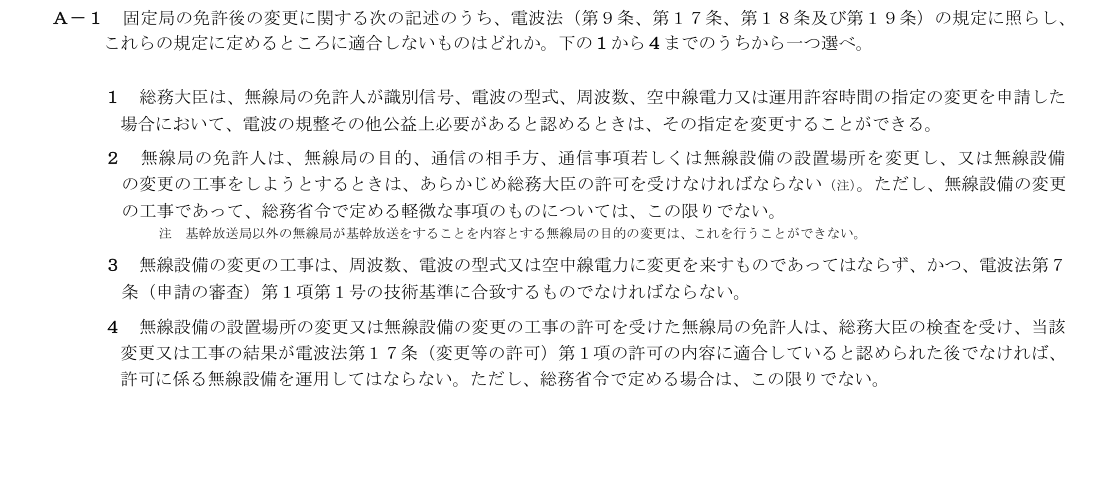 A－1　固定局の免許後の変更に関する次の記述のうち、電波法（第９条、第１７条、第１８条及び第１９条）の規定に照らし、
これらの規定に定めるところに適合しないものはどれか。下の1から4までのうちから一つ選べ。
1　総務大臣は、無線局の免許人が識別信号、電波の型式、周波数、空中線電力又は運用許容時間の指定の変更を申請した
場合において、電波の規整その他公益上必要があると認めるときは、その指定を変更することができる。
2　無線局の免許人は、無線局の目的、通信の相手方、通信事項若しくは無線設備の設置場所を変更し、又は無線設備
の変更の工事をしようとするときは、あらかじめ総務大臣の許可を受けなければならない（注）。ただし、無線設備の変更
の工事であって、総務省令で定める軽微な事項のものについては、この限りでない。
注　基幹放送局以外の無線局が基幹放送をすることを内容とする無線局の目的の変更は、これを行うことができない。
3　無線設備の変更の工事は、周波数、電波の型式又は空中線電力に変更を来すものであってはならず、かつ、電波法第７
条（申請の審査）第１項第１号の技術基準に合致するものでなければならない。
4　無線設備の設置場所の変更又は無線設備の変更の工事の許可を受けた無線局の免許人は、総務大臣の検査を受け、当該
変更又は工事の結果が電波法第１７条（変更等の許可）第１項の許可の内容に適合していると認められた後でなければ、
許可に係る無線設備を運用してはならない。ただし、総務省令で定める場合は、この限りでない。